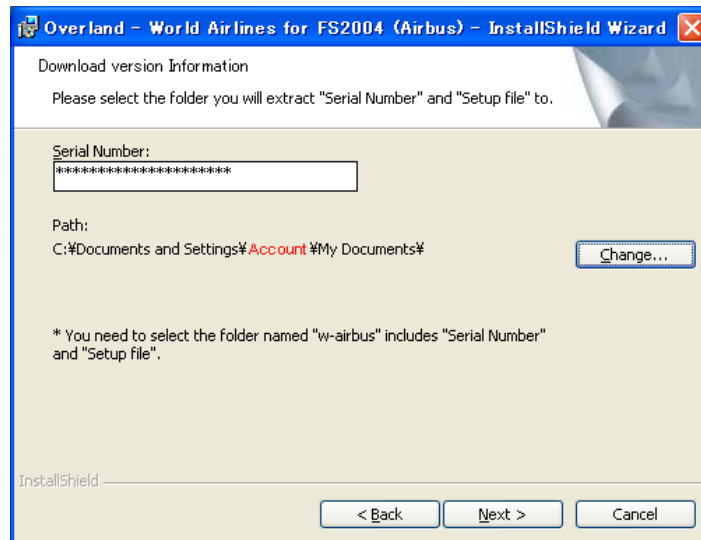 Overland - World Airlines for FS2004 (Airbus) - InstallShield Wizard
Download version Information
Please select the folder you will extract "Serial Number" and "Setup file" to.
Serial Number:
*********************
Path:
C:¥Documents and Settings¥Account¥My Documents¥
Change...
* You need to select the folder named "w-airbus" includes "Serial Number"
and "Setup file".
InstallShield
< Back
Next >
Cancel